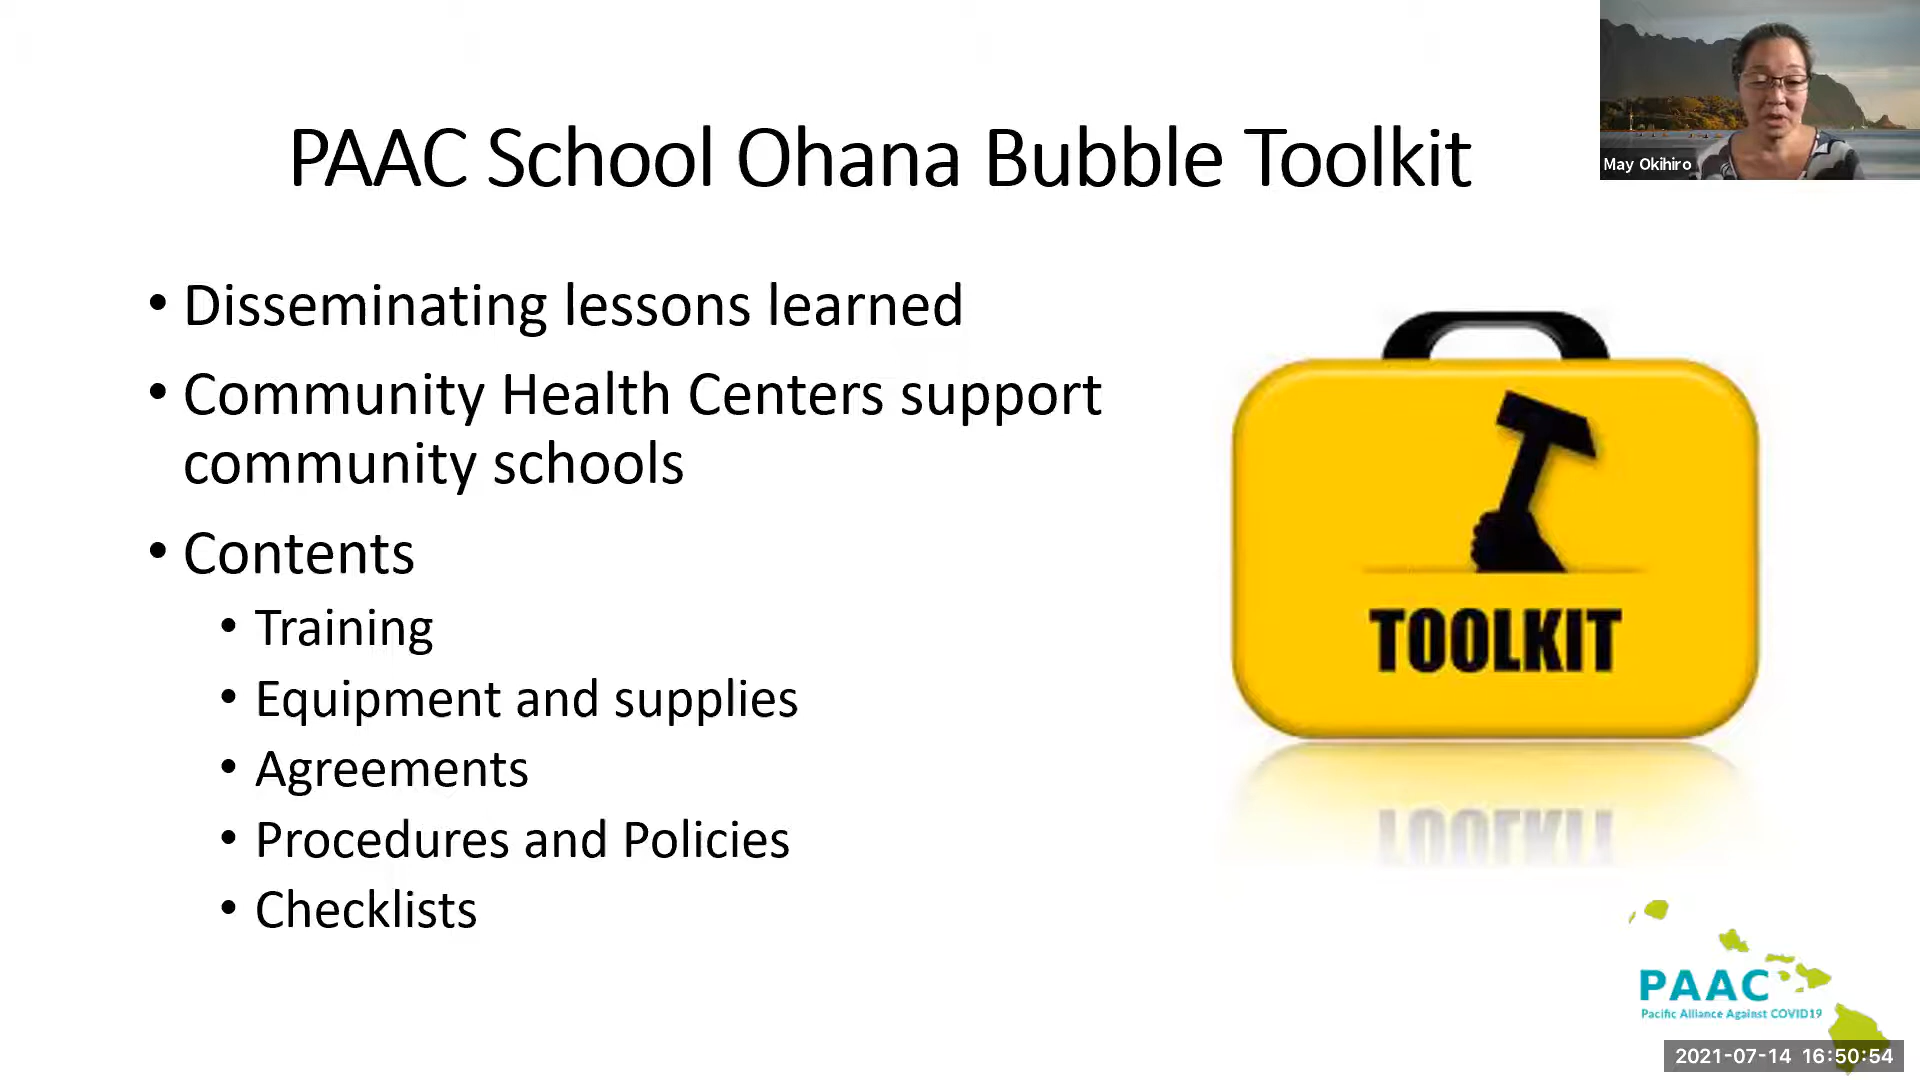 PAAC School Ohana Bubble Toolkit
May Okihiro
• Disseminating lessons learned
• Community Health Centers support
community schools
• Contents
• Training
• Equipment and supplies
• Agreements
• Procedures and Policies
• Checklists
TOOLKIT
TOOLKIT
PAAC
Pacific Alliance Against COVID19
2021-07-14 16:50:54